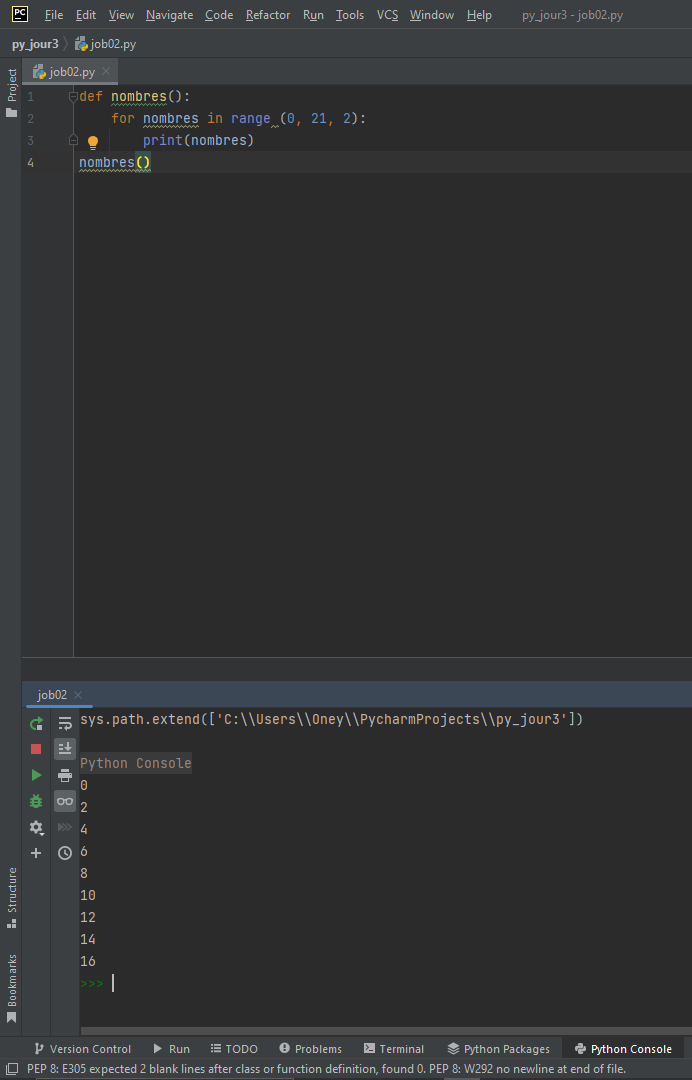 PC File Edit View Navigate Code Refactor Run Tools VCS Window Help py_jour3 - job02.py
py_jour3 job02.py
Project
job02.py
1 def nombres():
2 for nombres in range (0, 21, 2):
3 print(nombres)
4 nombres()
job02
sys.path.extend(['C:\\Users\\Oney\\PycharmProjects\\py_jour3'])
Python Console
0
2
4
6
8
10
12
14
16
>>>
Structure
Bookmarks
Version Control Run TODO Problems Terminal Python Packages Python Console
PEP 8: E305 expected 2 blank lines after class or function definition, found 0. PEP 8: W292 no newline at end of file.